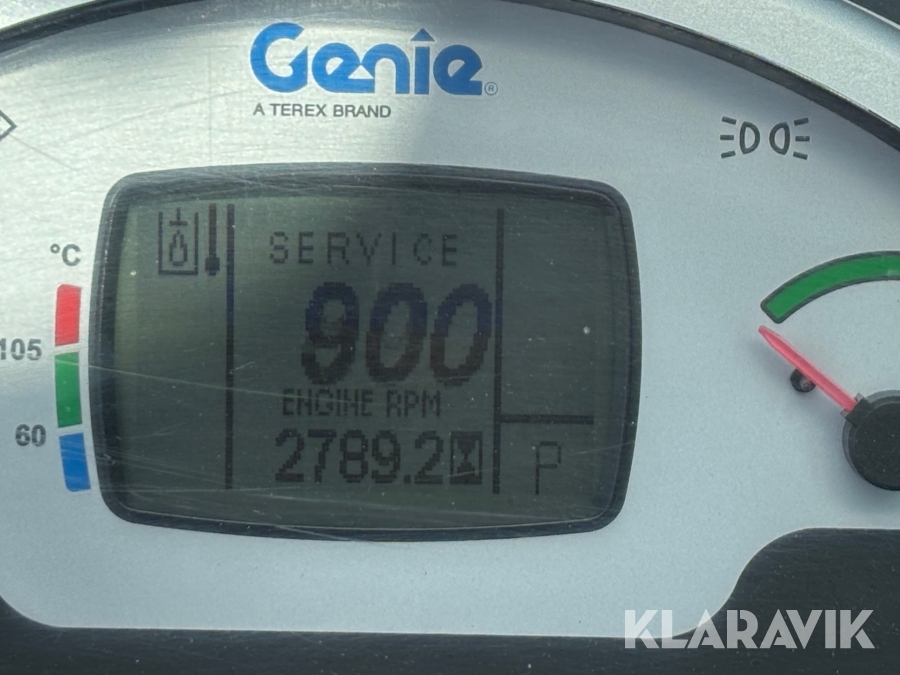 Genie®
A TEREX BRAND
°C
SERVICE
900
105
ENGINE RPM
60
2789.2
P
KLARAVIK